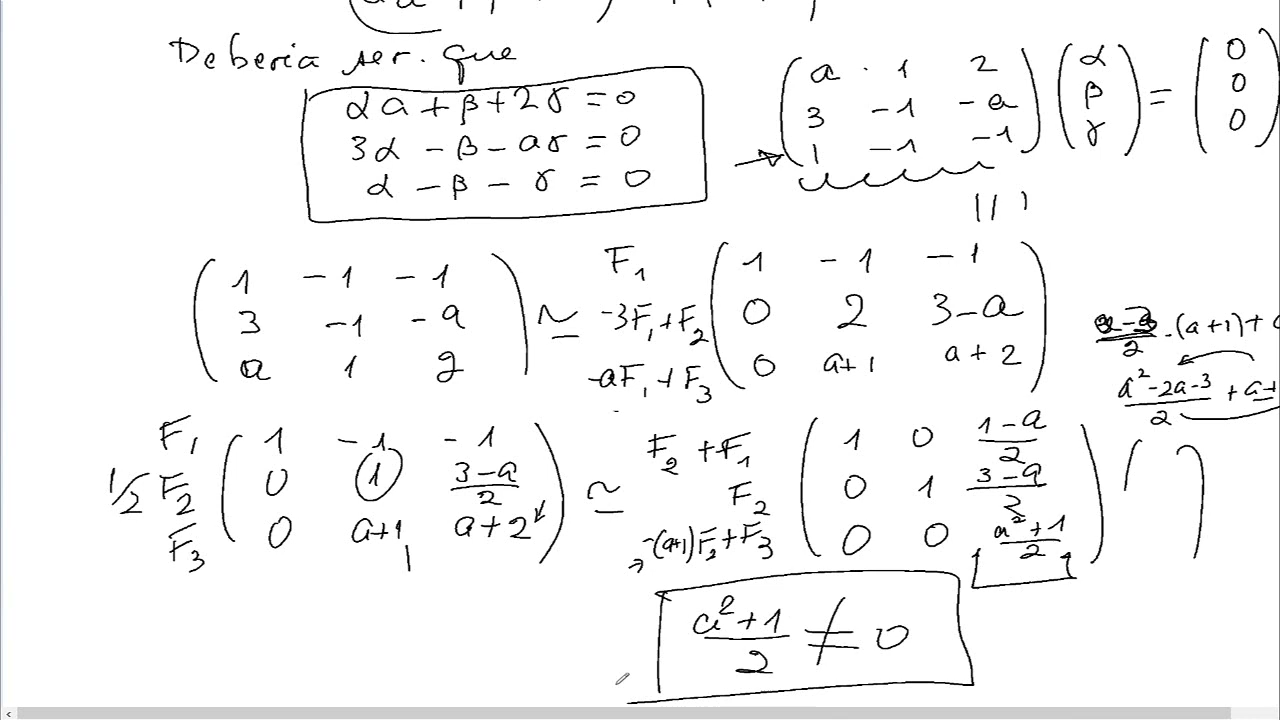 Deberia ser. que
αa + β + 2γ = 0
3α - β - aγ = 0
α - β - γ = 0
( a 1 2 ) ( α ) = ( 0 )
( 3 -1 -a ) ( β ) ( 0 )
( 1 -1 -1 ) ( γ ) ( 0 )
( 1 -1 -1 )
( 3 -1 -a )
( a 1 2 )
≃
F₁ ( 1 -1 -1 )
-3F₁+F₂ ( 0 2 3-a )
-aF₁+F₃ ( 0 a+1 a+2 )
/2 . (a+1) +
(a²-2a-3)/2 + a+
F₁ ( 1 -1 -1 )
1/2 F₂ ( 0 1 (3-a)/2 )
F₃ ( 0 a+1 a+2 )
≃
F₂+F₁ ( 1 0 (1-a)/2 )
F₂ ( 0 1 (3-a)/2 )
-(a+1)F₂+F₃ ( 0 0 (a²+1)/2 )
(a²+1)/2 ≠ 0